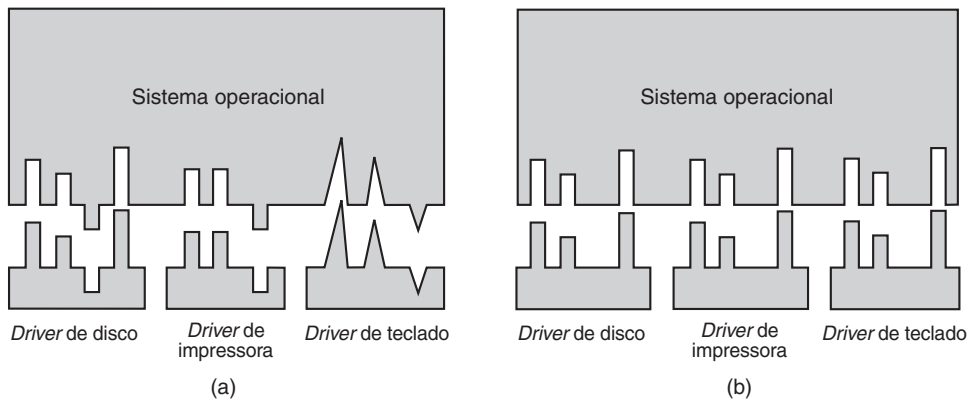 Sistema operacional
Driver de disco
Driver de
impressora
Driver de teclado
(a)
Sistema operacional
Driver de disco
Driver de
impressora
Driver de teclado
(b)